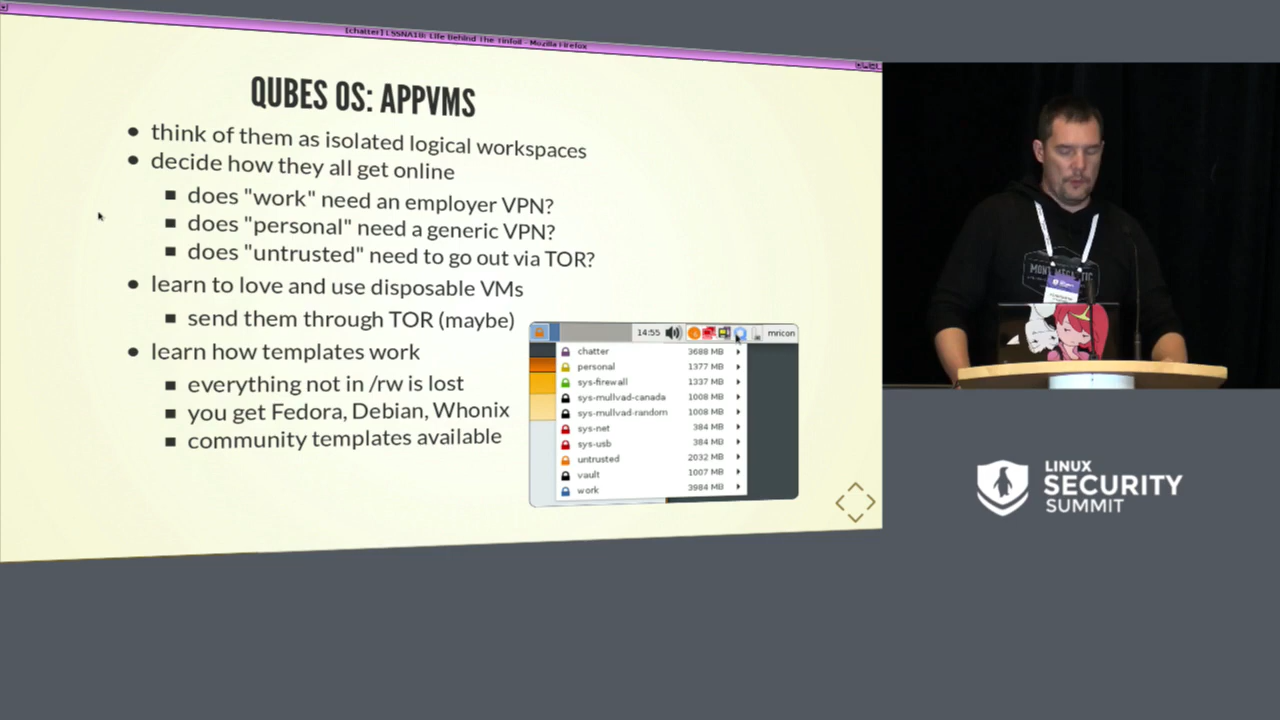 [chatter] LSSNA18: Life Behind The Tinfoil - Mozilla Firefox
QUBES OS: APPVMS
think of them as isolated logical workspaces
decide how they all get online
does "work" need an employer VPN?
does "personal" need a generic VPN?
does "untrusted" need to go out via TOR?
learn to love and use disposable VMs
send them through TOR (maybe)
learn how templates work
everything not in /rw is lost
you get Fedora, Debian, Whonix
community templates available
14:55 mricon
chatter 3688 MB
personal 1377 MB
sys-firewall 1337 MB
sys-mullvad-canada 1008 MB
sys-mullvad-random 1008 MB
sys-net 384 MB
sys-usb 384 MB
untrusted 2032 MB
vault 1007 MB
work 3984 MB
LINUX
SECURITY
SUMMIT